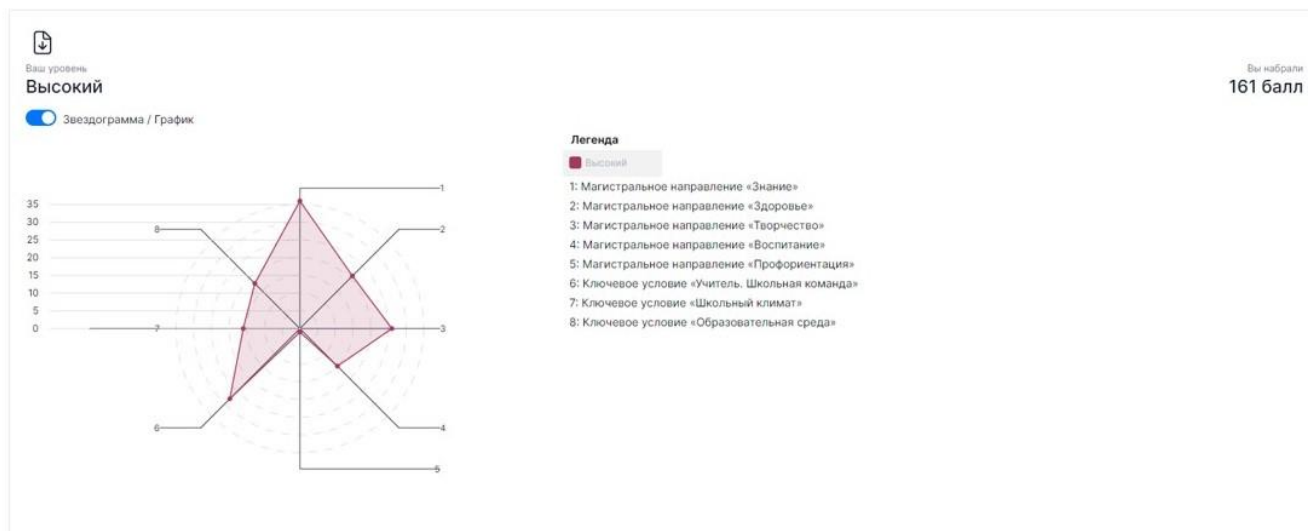 Ваш уровень
Высокий
Вы набрали
161 балл
Звездограмма / График
Легенда
Высокий
1: Магистральное направление «Знание»
2: Магистральное направление «Здоровье»
3: Магистральное направление «Творчество»
4: Магистральное направление «Воспитание»
5: Магистральное направление «Профориентация»
6: Ключевое условие «Учитель. Школьная команда»
7: Ключевое условие «Школьный климат»
8: Ключевое условие «Образовательная среда»
35
30
25
20
15
10
5
0
1
2
3
4
5
6
7
8